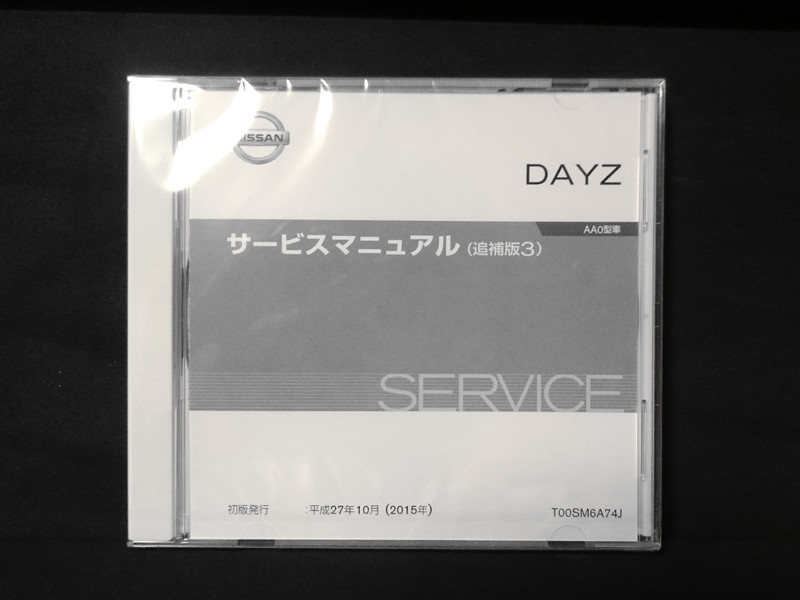 NISSAN
DAYZ
AA0型車
サービスマニュアル (追補版3)
SERVICE
初版発行 :平成27年10月 (2015年)
T00SM6A74J